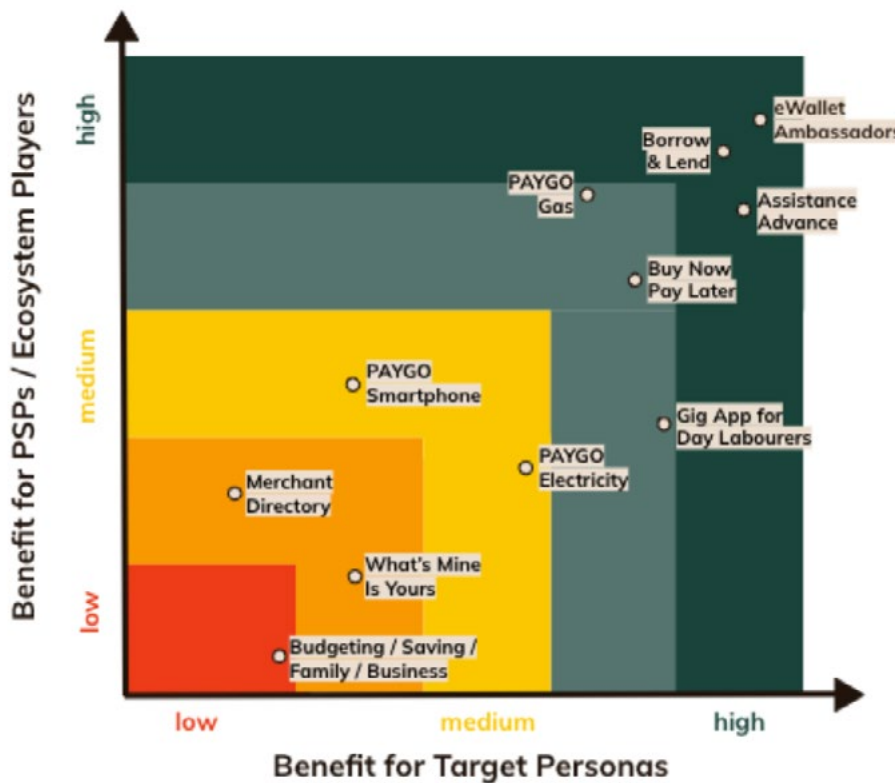 Benefit for PSPs / Ecosystem Players
high
medium
low
eWallet
Ambassadors
Borrow
& Lend
PAYGO
Gas
Assistance
Advance
Buy Now
Pay Later
PAYGO
Smartphone
Gig App for
Day Labourers
PAYGO
Electricity
Merchant
Directory
What's Mine
Is Yours
Budgeting / Saving /
Family / Business
low
medium
high
Benefit for Target Personas